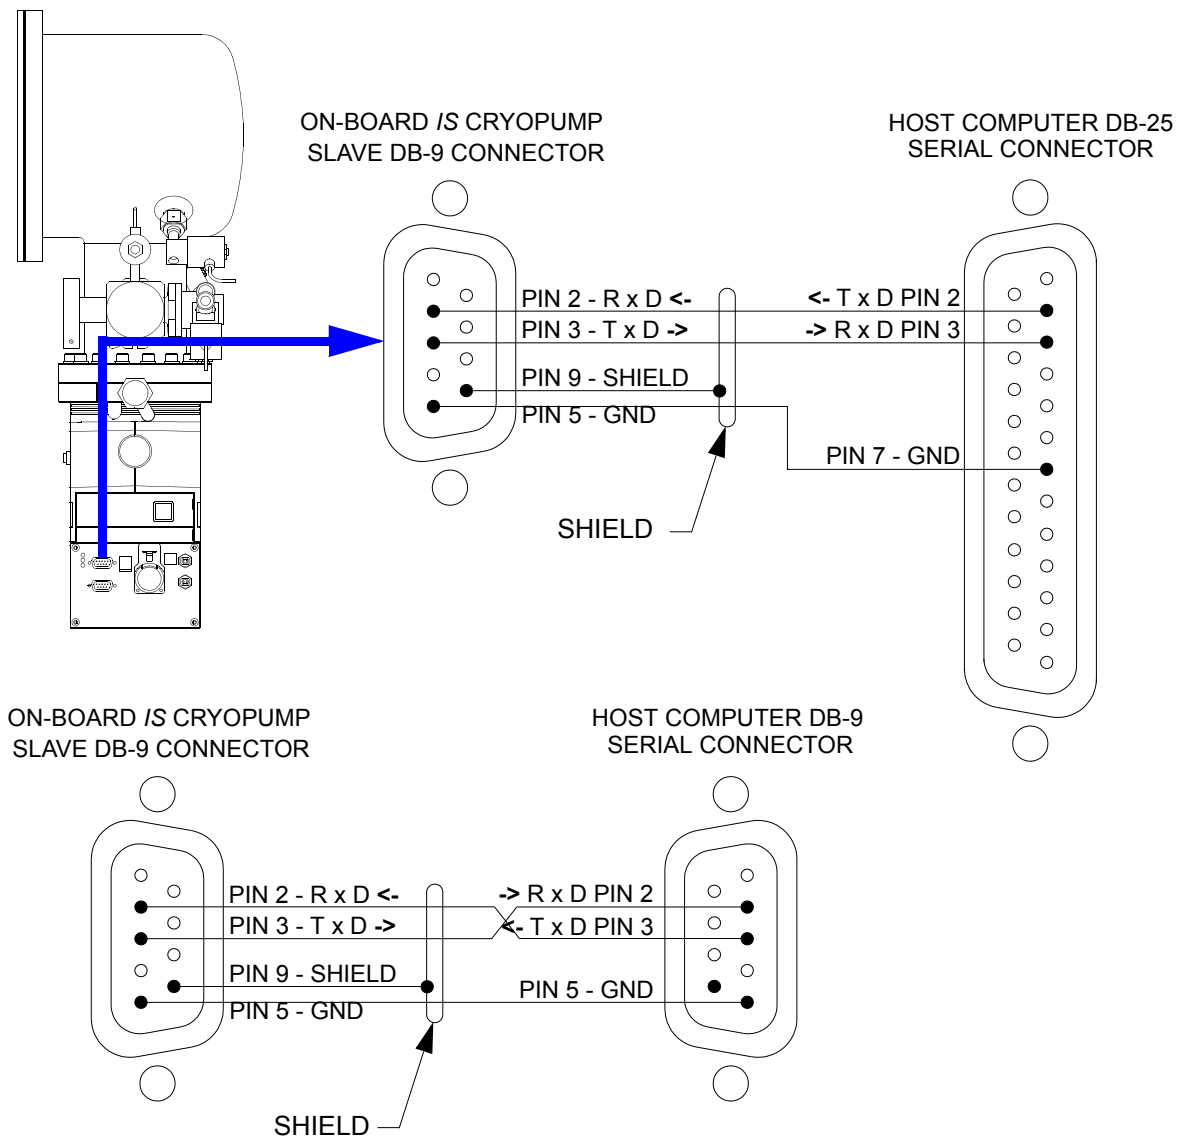 ON-BOARD IS CRYOPUMP
SLAVE DB-9 CONNECTOR
HOST COMPUTER DB-25
SERIAL CONNECTOR
PIN 2 - R x D <-
<- T x D PIN 2
PIN 3 - T x D ->
-> R x D PIN 3
PIN 9 - SHIELD
PIN 5 - GND
PIN 7 - GND
SHIELD
ON-BOARD IS CRYOPUMP
SLAVE DB-9 CONNECTOR
HOST COMPUTER DB-9
SERIAL CONNECTOR
PIN 2 - R x D <-
-> R x D PIN 2
PIN 3 - T x D ->
<- T x D PIN 3
PIN 9 - SHIELD
PIN 5 - GND
PIN 5 - GND
SHIELD